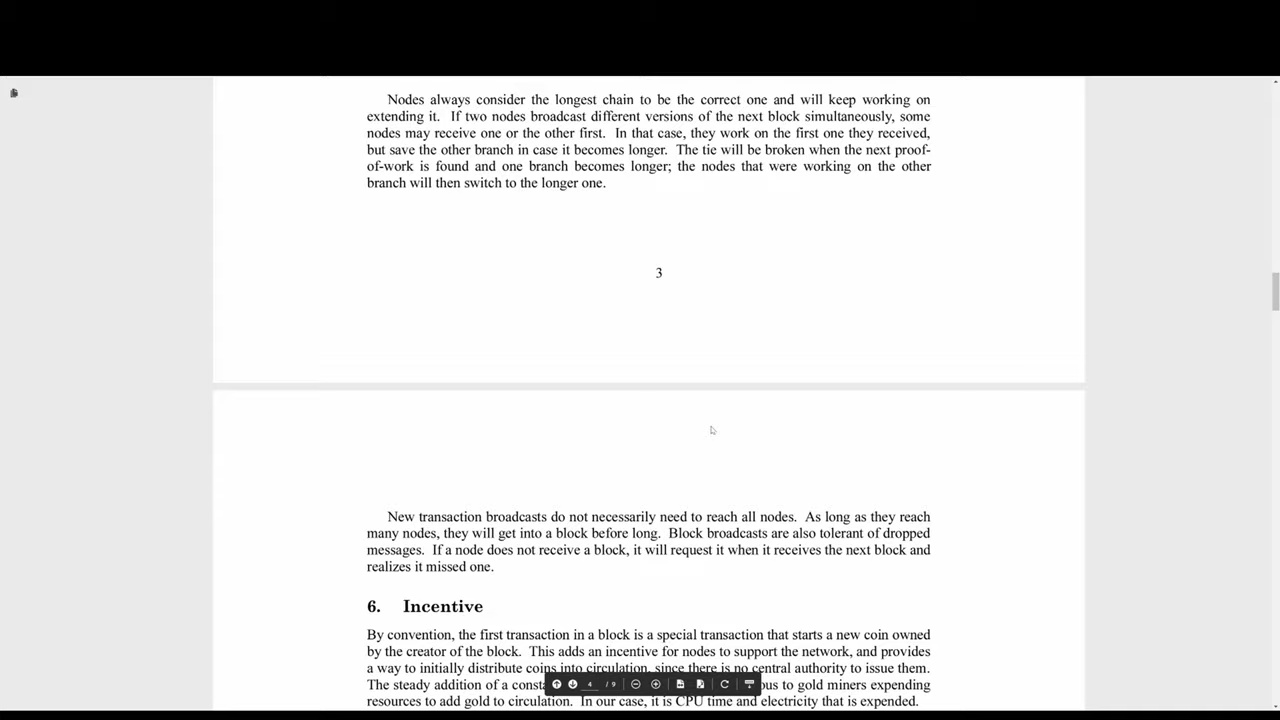 Nodes always consider the longest chain to be the correct one and will keep working on
extending it. If two nodes broadcast different versions of the next block simultaneously, some
nodes may receive one or the other first. In that case, they work on the first one they received,
but save the other branch in case it becomes longer. The tie will be broken when the next proof-
of-work is found and one branch becomes longer; the nodes that were working on the other
branch will then switch to the longer one.
3
New transaction broadcasts do not necessarily need to reach all nodes. As long as they reach
many nodes, they will get into a block before long. Block broadcasts are also tolerant of dropped
messages. If a node does not receive a block, it will request it when it receives the next block and
realizes it missed one.
6. Incentive
By convention, the first transaction in a block is a special transaction that starts a new coin owned
by the creator of the block. This adds an incentive for nodes to support the network, and provides
a way to initially distribute coins into circulation, since there is no central authority to issue them.
The steady addition of a to gold miners expending
resources to add gold to circulation. In our case, it is CPU time and electricity that is expended.
4 / 9